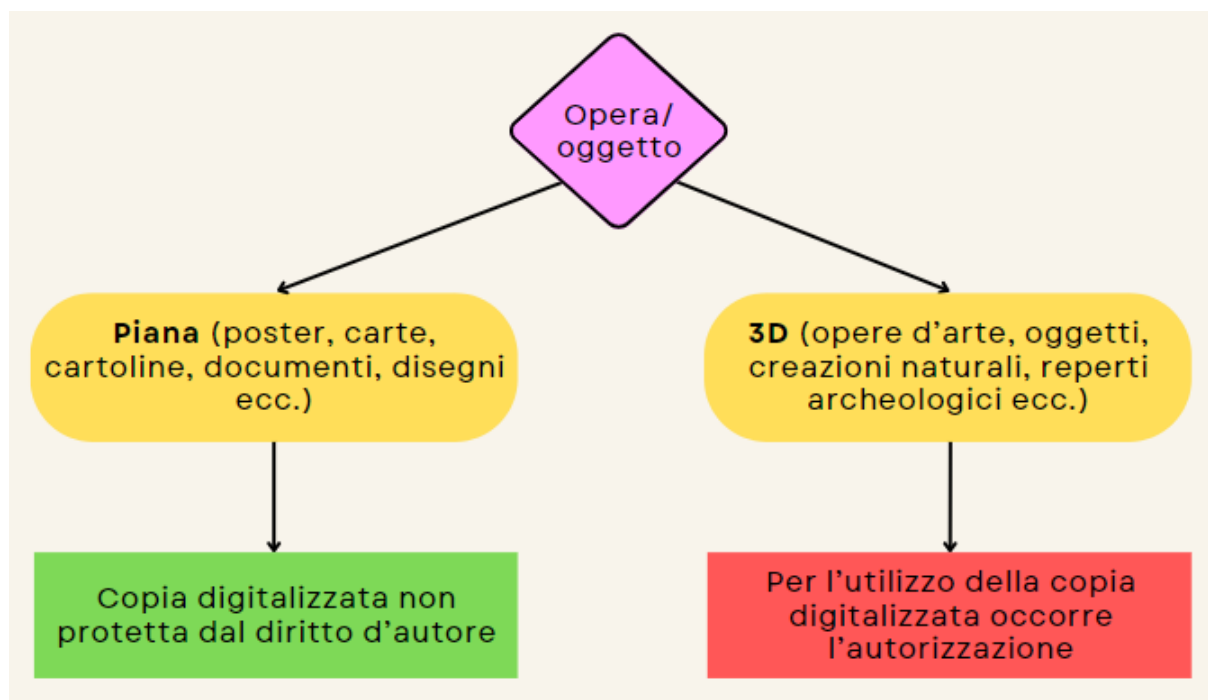 Opera/
oggetto
Piana (poster, carte,
cartoline, documenti, disegni
ecc.)
3D (opere d’arte, oggetti,
creazioni naturali, reperti
archeologici ecc.)
Copia digitalizzata non
protetta dal diritto d’autore
Per l’utilizzo della copia
digitalizzata occorre
l’autorizzazione